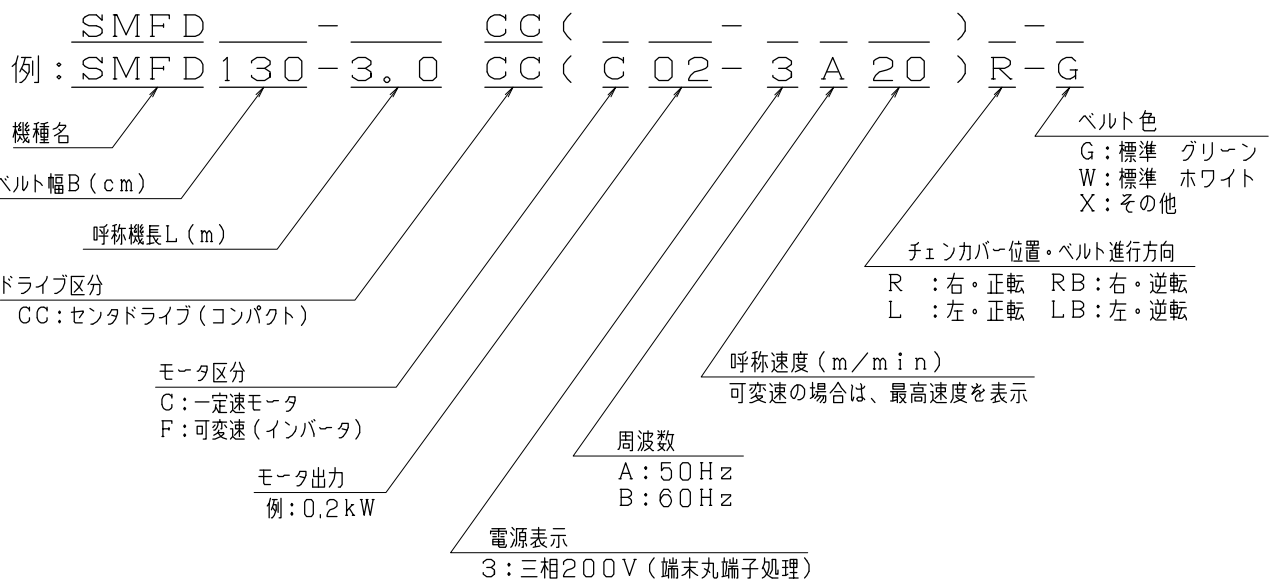 SMFD ___-___ CC( _ __-_ _ __ ) _-_
例:SMFD130-3.0 CC(C02-3A20)R-G
機種名
ベルト幅B(cm)
呼称機長L(m)
ドライブ区分
CC:センタドライブ(コンパクト)
モータ区分
C:一定速モータ
F:可変速(インバータ)
モータ出力
例:0.2kW
電源表示
3:三相200V(端末丸端子処理)
周波数
A:50Hz
B:60Hz
呼称速度(m/min)
可変速の場合は、最高速度を表示
チェンカバー位置・ベルト進行方向
R :右・正転 RB:右・逆転
L :左・正転 LB:左・逆転
ベルト色
G:標準 グリーン
W:標準 ホワイト
X:その他